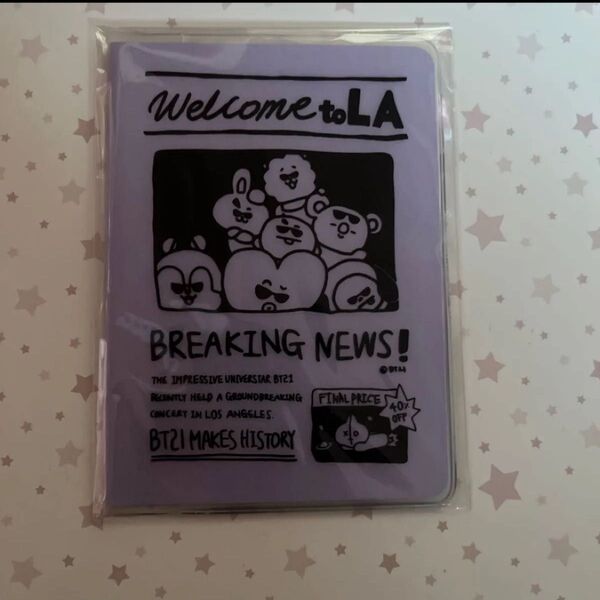 Welcome to LA
BREAKING NEWS!
© BT21
THE IMPRESSIVE UNIVERSTAR BT21
RECENTLY HELD A GROUNDBREAKING
CONCERT IN LOS ANGELES.
BT21 MAKES HISTORY
FINAL PRICE
40%
OFF